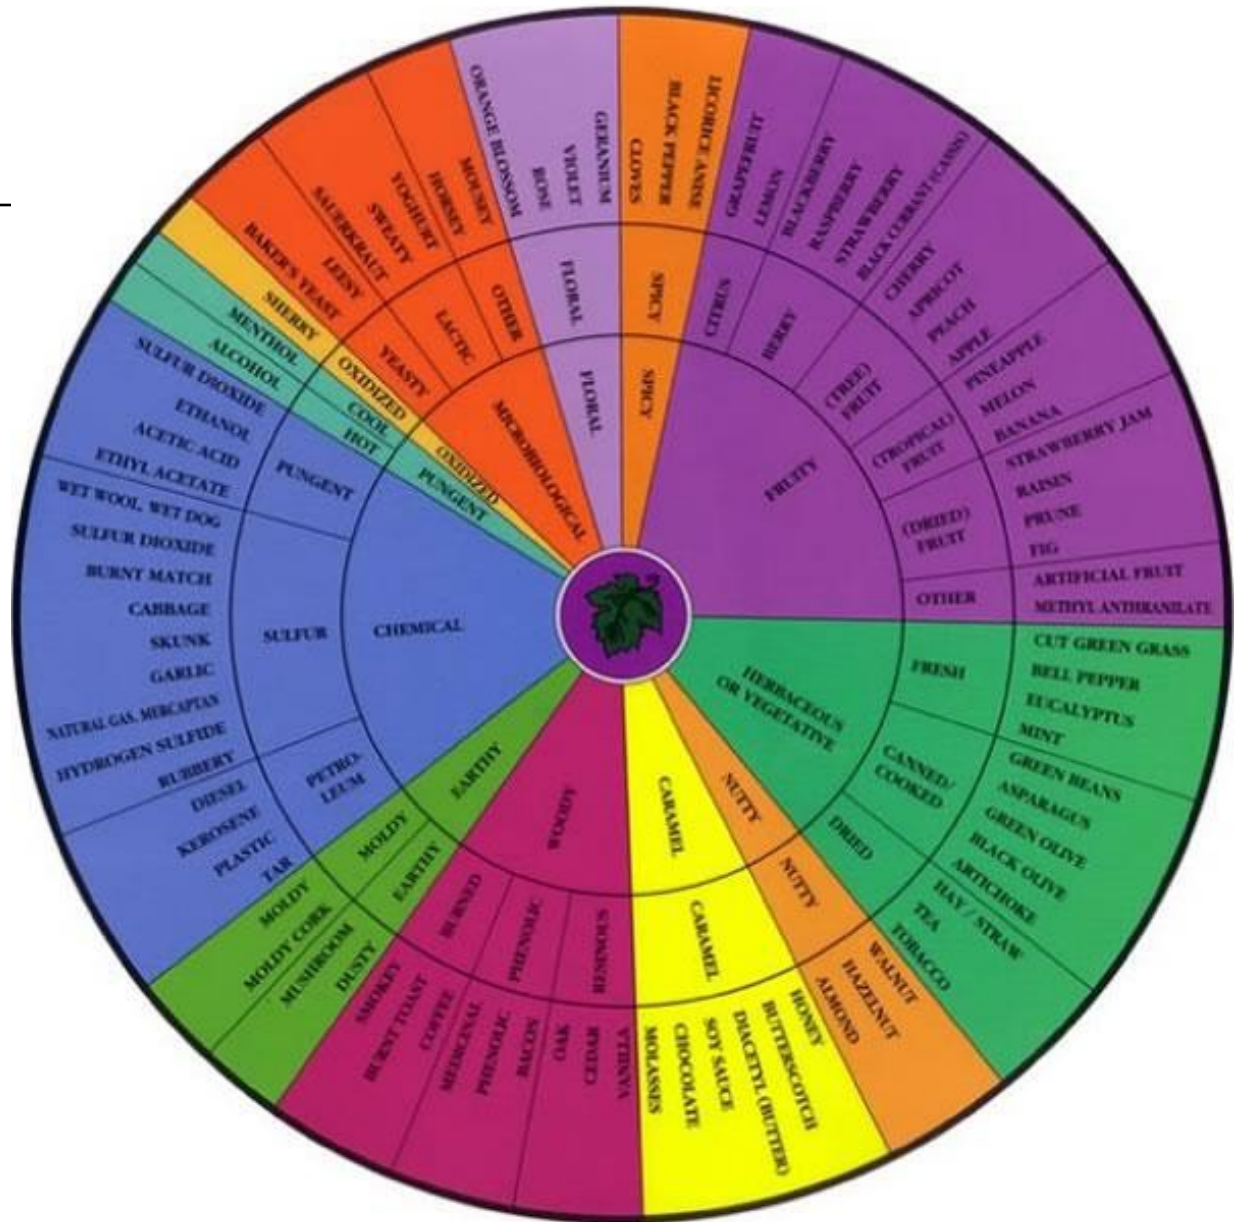 FRUITY
CITRUS
GRAPEFRUIT
LEMON
BERRY
BLACKBERRY
RASPBERRY
STRAWBERRY
BLACK CURRANT (CASSIS)
(TREE)
FRUIT
CHERRY
APRICOT
PEACH
APPLE
(TROPICAL)
FRUIT
PINEAPPLE
MELON
BANANA
(DRIED)
FRUIT
STRAWBERRY JAM
RAISIN
PRUNE
FIG
OTHER
ARTIFICIAL FRUIT
METHYL ANTHRANILATE
HERBACEOUS
OR VEGETATIVE
FRESH
CUT GREEN GRASS
BELL PEPPER
EUCALYPTUS
MINT
CANNED/
COOKED
GREEN BEANS
ASPARAGUS
GREEN OLIVE
BLACK OLIVE
ARTICHOKE
DRIED
HAY / STRAW
TEA
TOBACCO
NUTTY
NUTTY
WALNUT
HAZELNUT
ALMOND
CARAMEL
CARAMEL
HONEY
BUTTERSCOTCH
DIACETYL (BUTTER)
SOY SAUCE
CHOCOLATE
MOLASSES
WOODY
RESINOUS
VANILLA
CEDAR
OAK
PHENOLIC
BACON
PHENOLIC
MEDICINAL
BURNED
COFFEE
BURNT TOAST
SMOKEY
EARTHY
EARTHY
DUSTY
MUSHROOM
MOLDY
MOLDY CORK
MOLDY
CHEMICAL
PETRO-
LEUM
TAR
PLASTIC
KEROSENE
DIESEL
SULFUR
RUBBERY
HYDROGEN SULFIDE
NATURAL GAS, MERCAPTAN
GARLIC
SKUNK
CABBAGE
BURNT MATCH
SULFUR DIOXIDE
WET WOOL, WET DOG
PUNGENT
ETHYL ACETATE
ACETIC ACID
ETHANOL
SULFUR DIOXIDE
PUNGENT
HOT
ALCOHOL
COOL
MENTHOL
OXIDIZED
OXIDIZED
SHERRY
MICROBIOLOGICAL
YEASTY
BAKER'S YEAST
LEESY
LACTIC
SAUERKRAUT
SWEATY
YOGHURT
OTHER
HORSEY
MOUSEY
FLORAL
FLORAL
ORANGE BLOSSOM
ROSE
VIOLET
GERANIUM
SPICY
SPICY
CLOVES
BLACK PEPPER
LICORICE ANISE